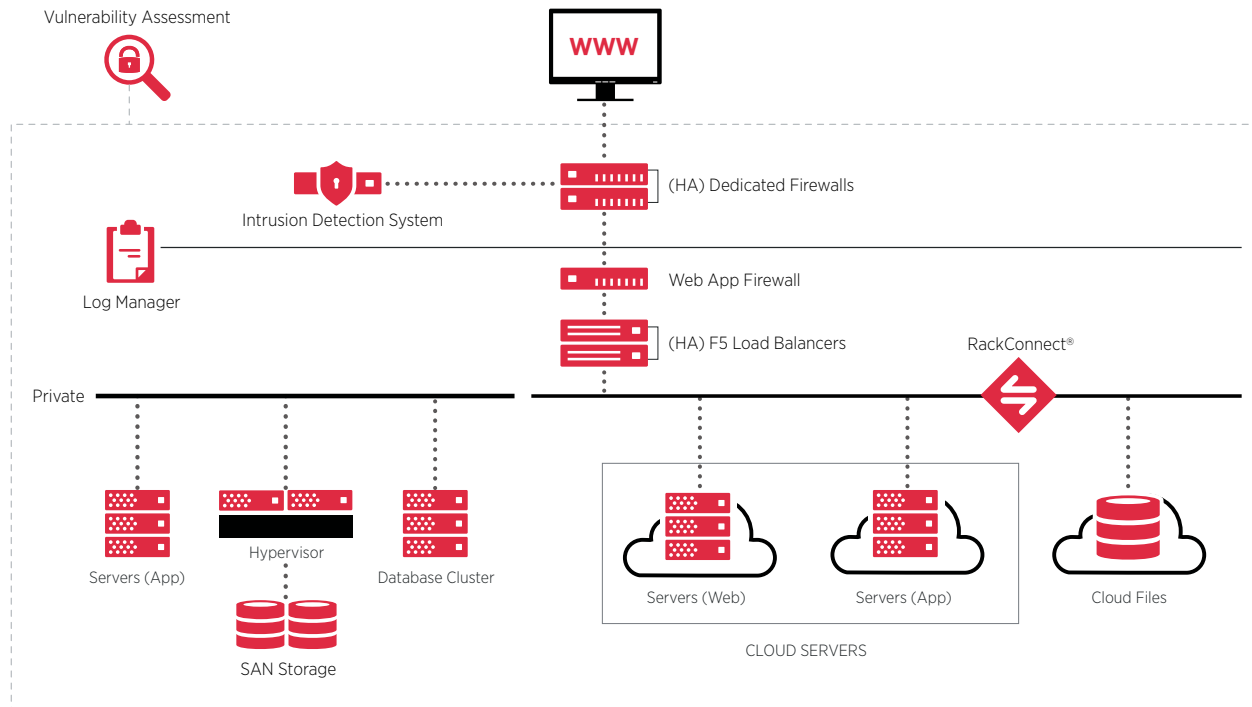 Vulnerability Assessment
WWW
(HA) Dedicated Firewalls
Intrusion Detection System
Web App Firewall
Log Manager
(HA) F5 Load Balancers
RackConnect®
Private
Hypervisor
Servers (App)
Database Cluster
Servers (Web)
Servers (App)
Cloud Files
CLOUD SERVERS
SAN Storage